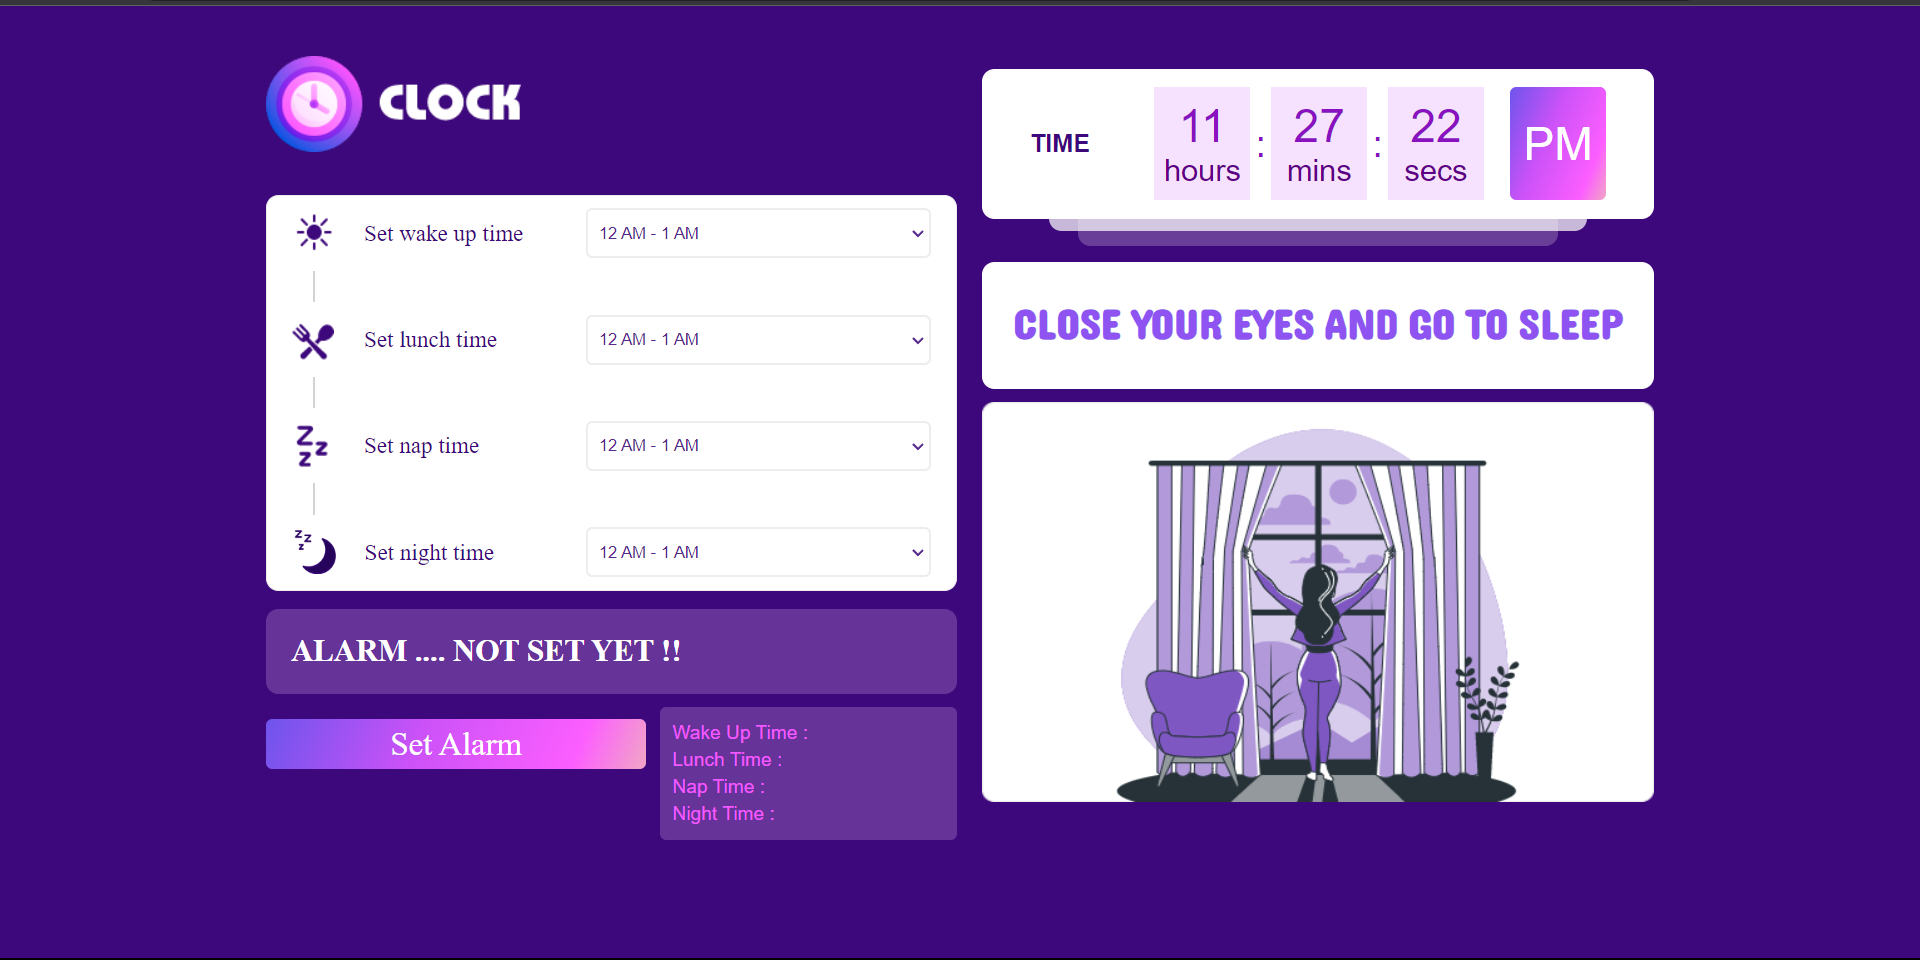 CLOCK
Set wake up time
12 AM - 1 AM
Set lunch time
12 AM - 1 AM
Set nap time
12 AM - 1 AM
Set night time
12 AM - 1 AM
ALARM .... NOT SET YET !!
Set Alarm
Wake Up Time :
Lunch Time :
Nap Time :
Night Time :
TIME
11 : 27 : 22 PM
hours mins secs
CLOSE YOUR EYES AND GO TO SLEEP